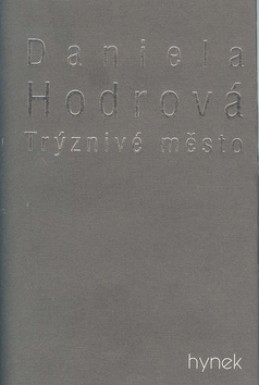 Daniela
Hodrová
Trýznivé město
hynek